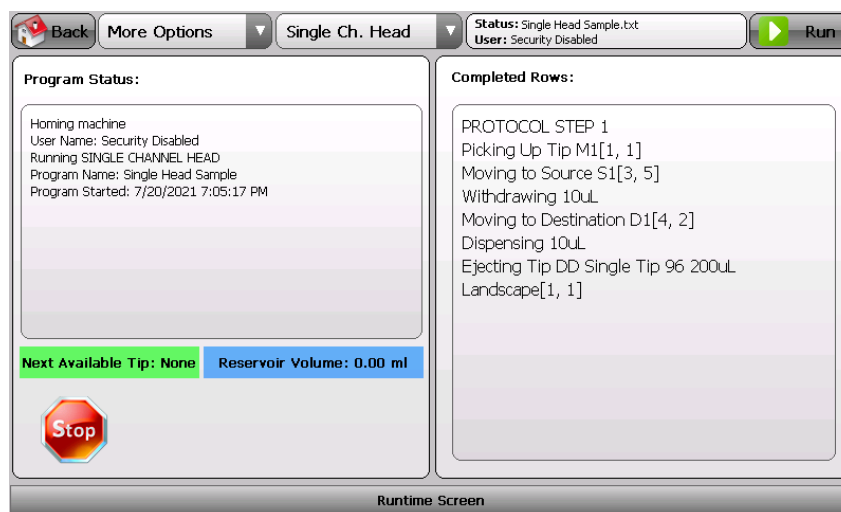 Back
More Options
Single Ch. Head
Status: Single Head Sample.txt
User: Security Disabled
Run
Program Status:
Homing machine
User Name: Security Disabled
Running SINGLE CHANNEL HEAD
Program Name: Single Head Sample
Program Started: 7/20/2021 7:05:17 PM
Next Available Tip: None
Reservoir Volume: 0.00 ml
Stop
Completed Rows:
PROTOCOL STEP 1
Picking Up Tip M1[1, 1]
Moving to Source S1[3, 5]
Withdrawing 10uL
Moving to Destination D1[4, 2]
Dispensing 10uL
Ejecting Tip DD Single Tip 96 200uL
Landscape[1, 1]
Runtime Screen